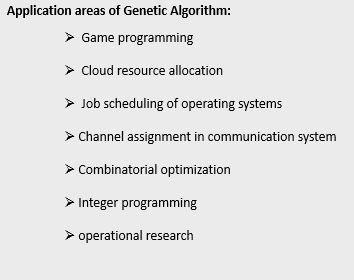 Application areas of Genetic Algorithm:
➢ Game programming
➢ Cloud resource allocation
➢ Job scheduling of operating systems
➢ Channel assignment in communication system
➢ Combinatorial optimization
➢ Integer programming
➢ operational research